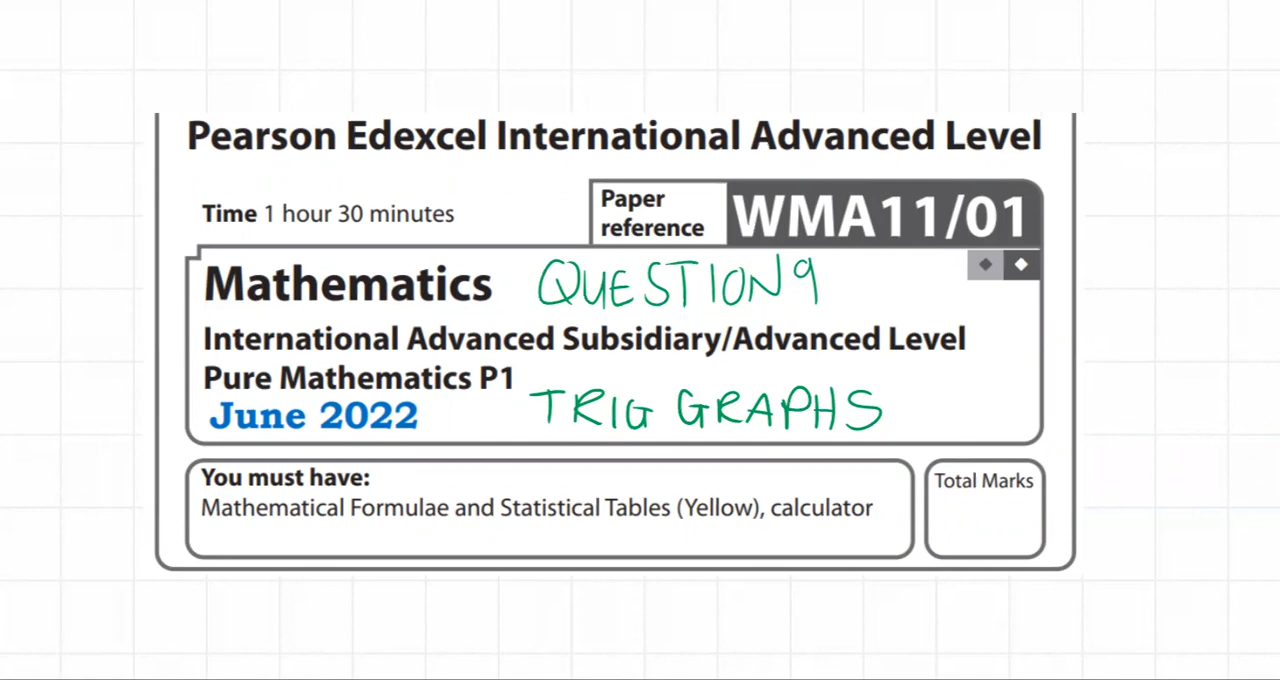 Pearson Edexcel International Advanced Level
Time 1 hour 30 minutes
Paper reference
WMA11/01
Mathematics QUESTION 9
International Advanced Subsidiary/Advanced Level
Pure Mathematics P1
June 2022 TRIG GRAPHS
You must have:
Mathematical Formulae and Statistical Tables (Yellow), calculator
Total Marks